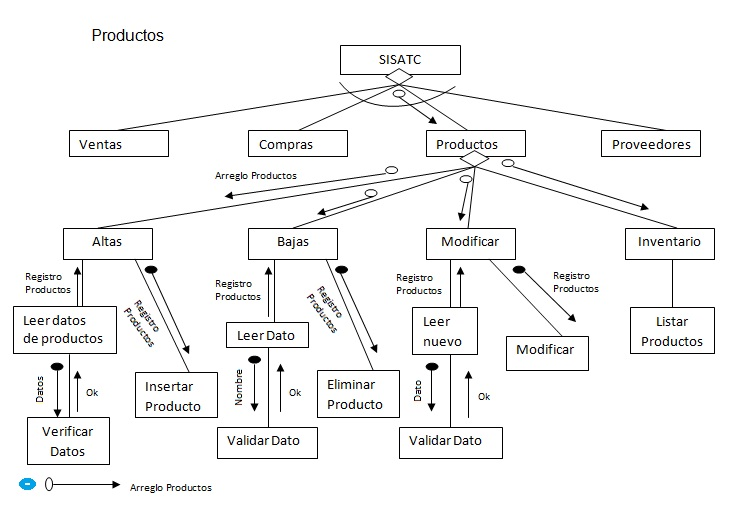 Productos
SISATC
Ventas
Compras
Productos
Proveedores
Arreglo Productos
Altas
Bajas
Modificar
Inventario
Registro
Productos
Registro
Productos
Registro
Productos
Registro
Productos
Registro
Productos
Registro
Productos
Leer datos
de productos
Leer Dato
Leer
nuevo
Modificar
Listar
Productos
Datos
Ok
Insertar
Producto
Nombre
Ok
Eliminar
Producto
Dato
Ok
Verificar
Datos
Validar Dato
Validar Dato
Arreglo Productos